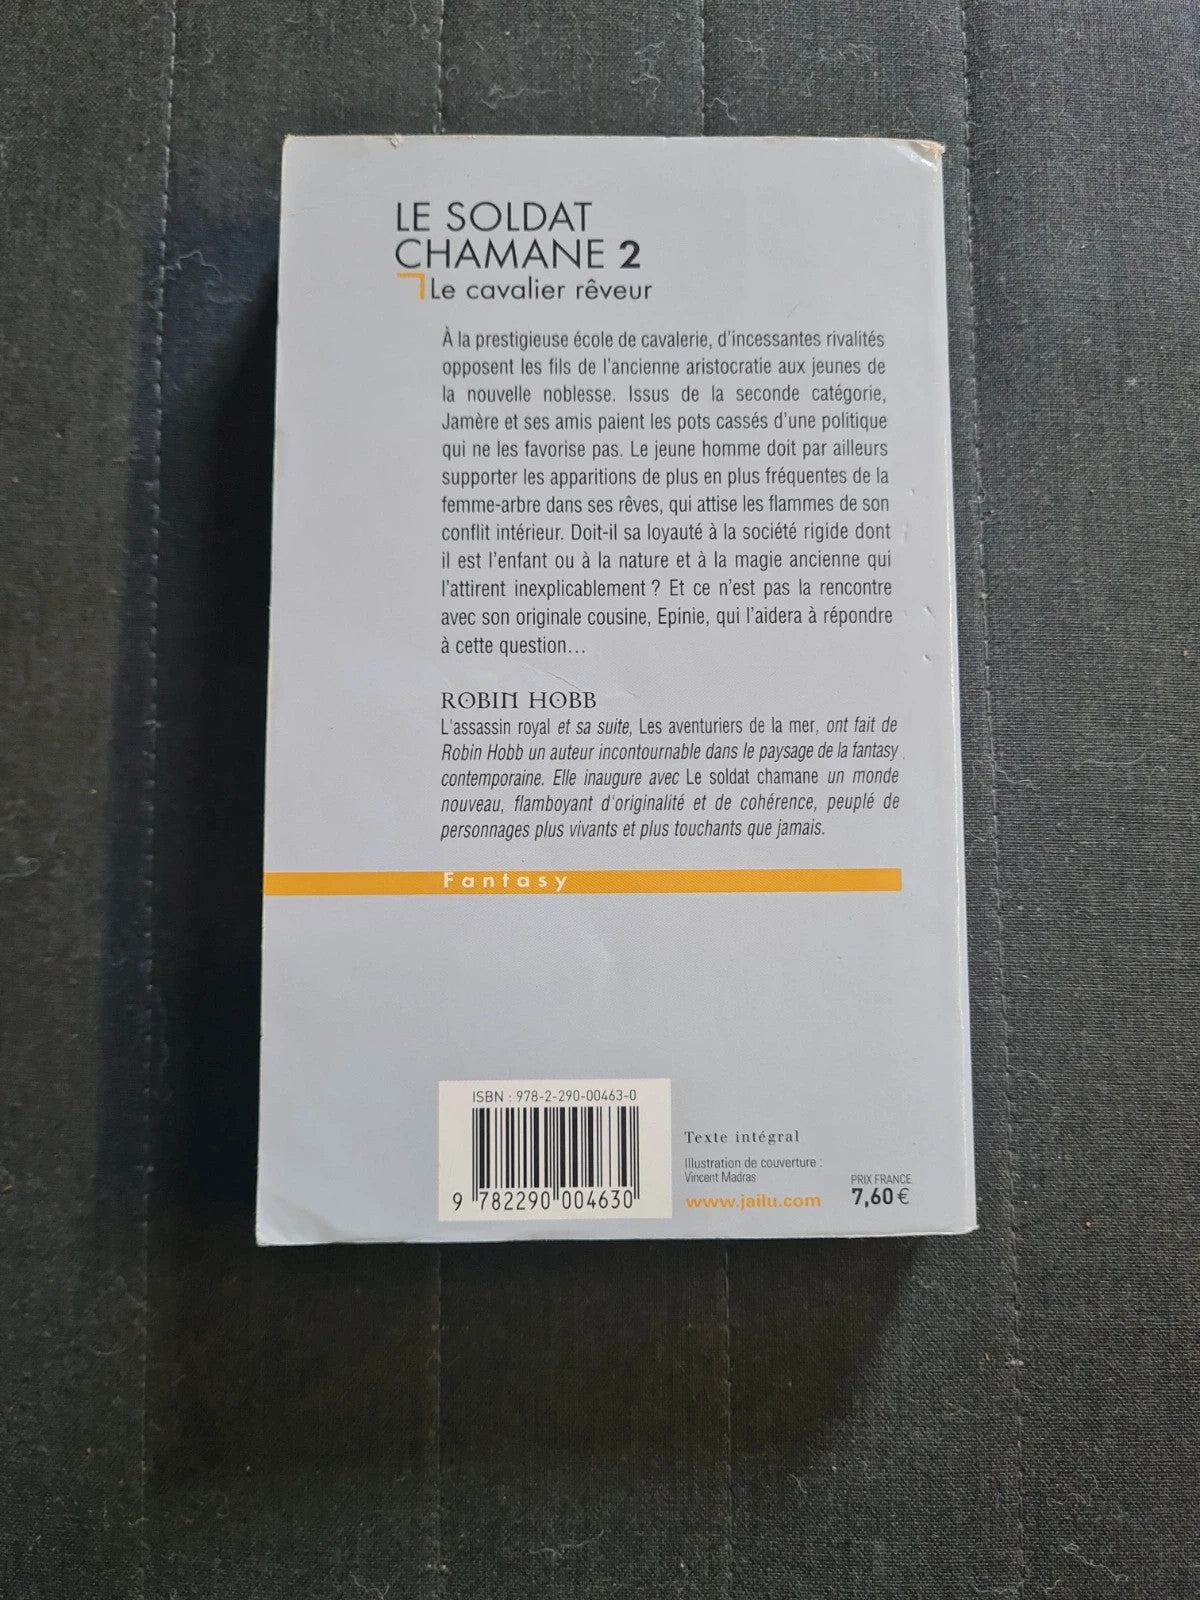 LE SOLDAT
CHAMANE 2
Le cavalier rêveur
À la prestigieuse école de cavalerie, d'incessantes rivalités
opposent les fils de l'ancienne aristocratie aux jeunes de
la nouvelle noblesse. Issus de la seconde catégorie,
Jamère et ses amis paient les pots cassés d'une politique
qui ne les favorise pas. Le jeune homme doit par ailleurs
supporter les apparitions de plus en plus fréquentes de la
femme-arbre dans ses rêves, qui attise les flammes de son
conflit intérieur. Doit-il sa loyauté à la société rigide dont
il est l'enfant ou à la nature et à la magie ancienne qui
l'attirent inexplicablement ? Et ce n'est pas la rencontre
avec son originale cousine, Epinie, qui l'aidera à répondre
à cette question...
ROBIN HOBB
L'assassin royal et sa suite, Les aventuriers de la mer, ont fait de
Robin Hobb un auteur incontournable dans le paysage de la fantasy
contemporaine. Elle inaugure avec Le soldat chamane un monde
nouveau, flamboyant d'originalité et de cohérence, peuplé de
personnages plus vivants et plus touchants que jamais.
Fantasy
ISBN : 978-2-290-00463-0
9 782290 004630
Texte intégral
Illustration de couverture :
Vincent Madras
www.jailu.com
PRIX FRANCE
7,60 €